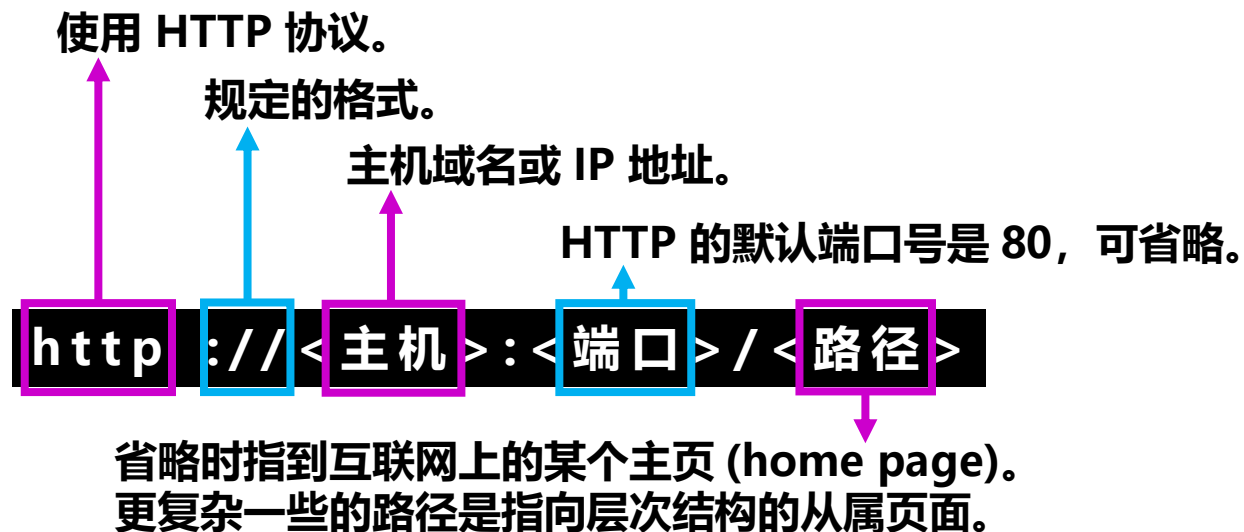 使用 HTTP 协议。
规定的格式。
主机域名或 IP 地址。
HTTP 的默认端口号是 80，可省略。
http://<主机>:<端口>/<路径>
省略时指到互联网上的某个主页 (home page)。
更复杂一些的路径是指向层次结构的从属页面。